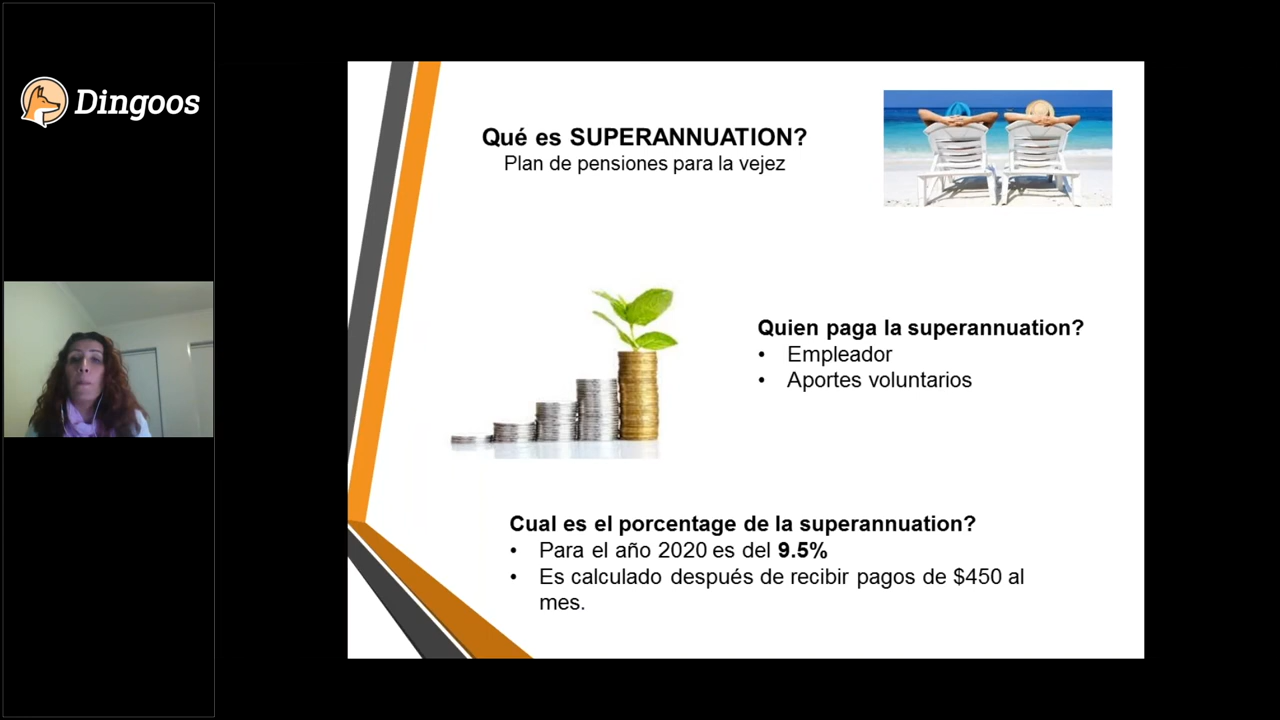 Dingoos
Qué es SUPERANNUATION?
Plan de pensiones para la vejez
Quien paga la superannuation?
• Empleador
• Aportes voluntarios
Cual es el porcentage de la superannuation?
• Para el año 2020 es del 9.5%
• Es calculado después de recibir pagos de $450 al
mes.